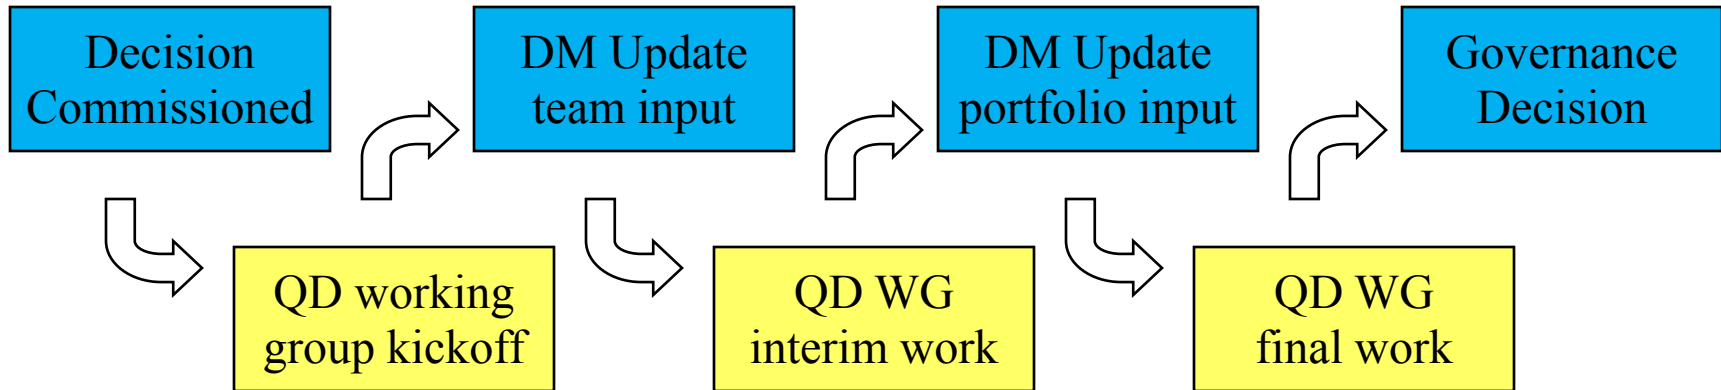 Decision
Commissioned
DM Update
team input
DM Update
portfolio input
Governance
Decision
QD working
group kickoff
QD WG
interim work
QD WG
final work